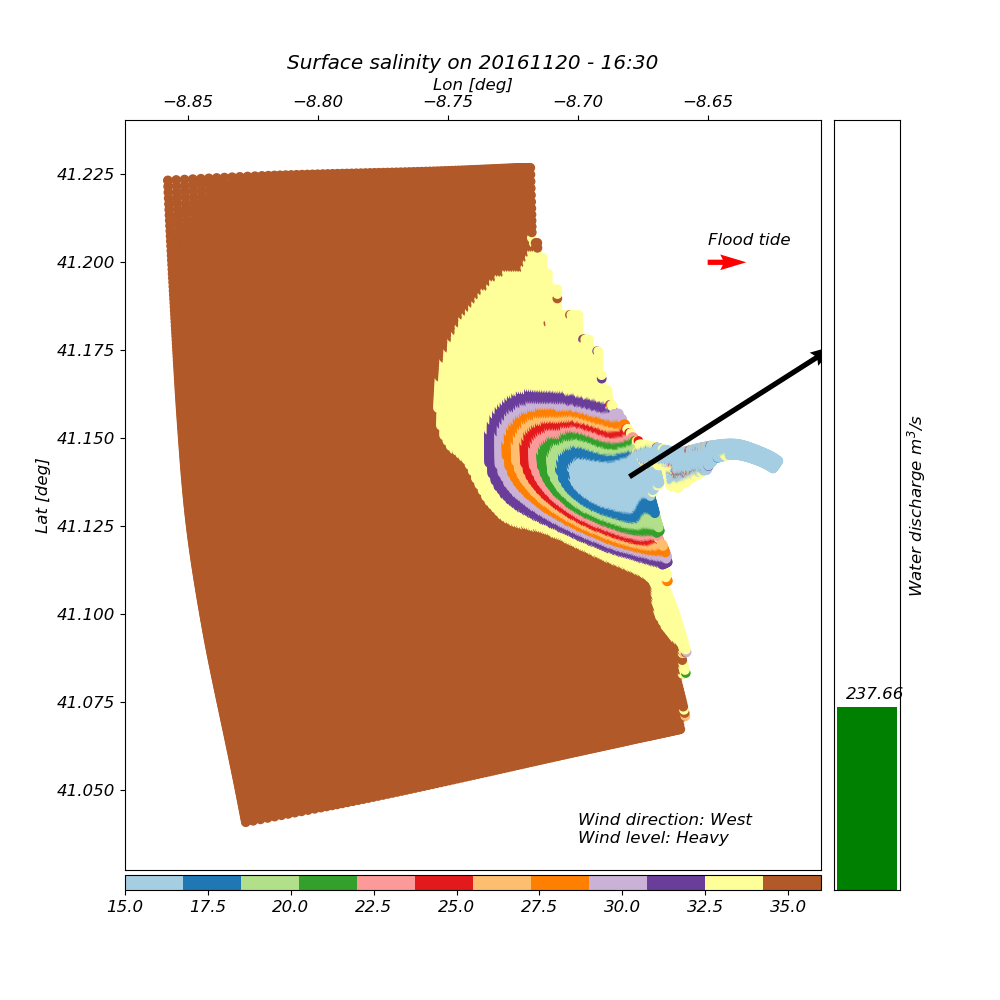 Surface salinity on 20161120 - 16:30
Lon [deg]
−8.85 −8.80 −8.75 −8.70 −8.65
41.225
41.200
41.175
41.150
41.125
41.100
41.075
41.050
Lat [deg]
Flood tide
Water discharge m³/s
237.66
Wind direction: West
Wind level: Heavy
15.0 17.5 20.0 22.5 25.0 27.5 30.0 32.5 35.0